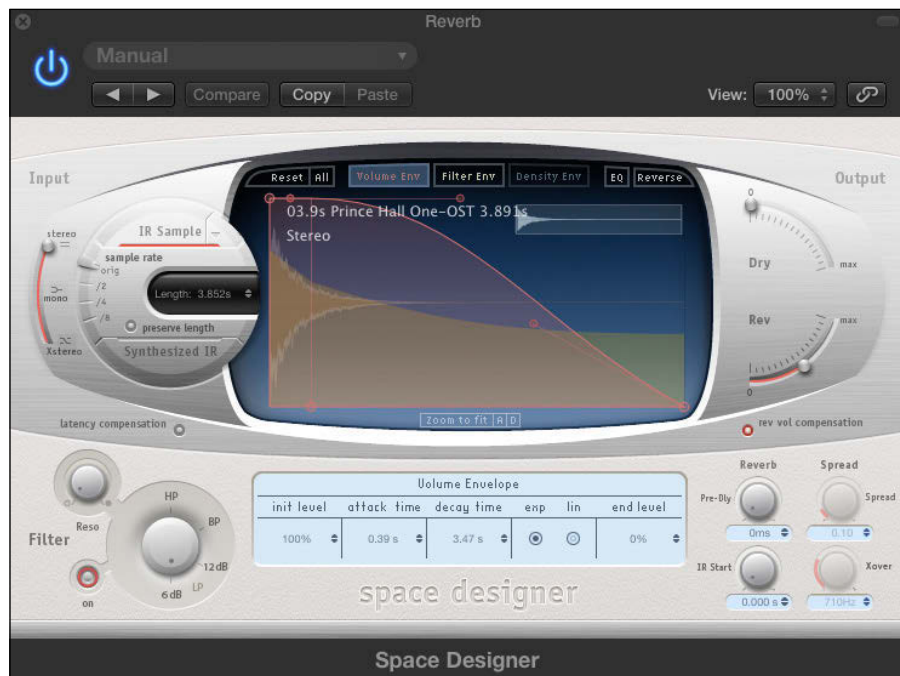 Reverb
Manual
Compare Copy Paste View: 100%
Input Reset All Volume Env Filter Env Density Env EQ Reverse Output
03.9s Prince Hall One-OST 3.891s
Stereo
stereo
mono
Xstereo
IR Sample
sample rate
orig
/2
/4
/8
Length: 3.852s
preserve length
Synthesized IR
0
Dry
max
Rev
max
0
Zoom to fit A D
latency compensation
rev vol compensation
Filter
Reso
on
HP
BP
12dB
LP
6dB
Volume Envelope
init level attack time decay time exp lin end level
100% 0.39 s 3.47 s 0%
space designer
Reverb Spread
Pre-Dly Spread
0ms 0.10
IR Start Xover
0.000 s 710Hz
Space Designer